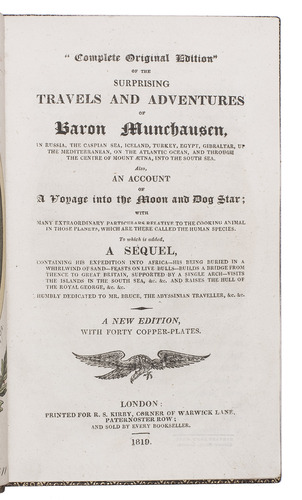 "Complete Original Edition"
OF THE
SURPRISING
TRAVELS AND ADVENTURES
OF
Baron Munchausen,
IN RUSSIA, THE CASPIAN SEA, ICELAND, TURKEY, EGYPT, GIBRALTAR, UP
THE MEDITERRANEAN, ON THE ATLANTIC OCEAN, AND THROUGH
THE CENTRE OF MOUNT ÆTNA, INTO THE SOUTH SEA.
Also,
AN ACCOUNT
OF
A Voyage into the Moon and Dog Star;
WITH
MANY EXTRAORDINARY PARTICULARS RELATIVE TO THE COOKING ANIMAL
IN THOSE PLANETS, WHICH ARE THERE CALLED THE HUMAN SPECIES.
To which is added,
A SEQUEL,
CONTAINING HIS EXPEDITION INTO AFRICA—HIS BEING BURIED IN A
WHIRLWIND OF SAND—FEASTS ON LIVE BULLS—BUILDS A BRIDGE FROM
THENCE TO GREAT BRITAIN, SUPPORTED BY A SINGLE ARCH—VISITS
THE ISLANDS IN THE SOUTH SEA, &c. &c. AND RAISES THE HULL OF
THE ROYAL GEORGE, &c. &c.
HUMBLY DEDICATED TO MR. BRUCE, THE ABYSSINIAN TRAVELLER, &c. &c.
A NEW EDITION,
WITH FORTY COPPER-PLATES.
LONDON:
PRINTED FOR R. S. KIRBY, CORNER OF WARWICK LANE,
PATERNOSTER ROW;
AND SOLD BY EVERY BOOKSELLER.
1819.